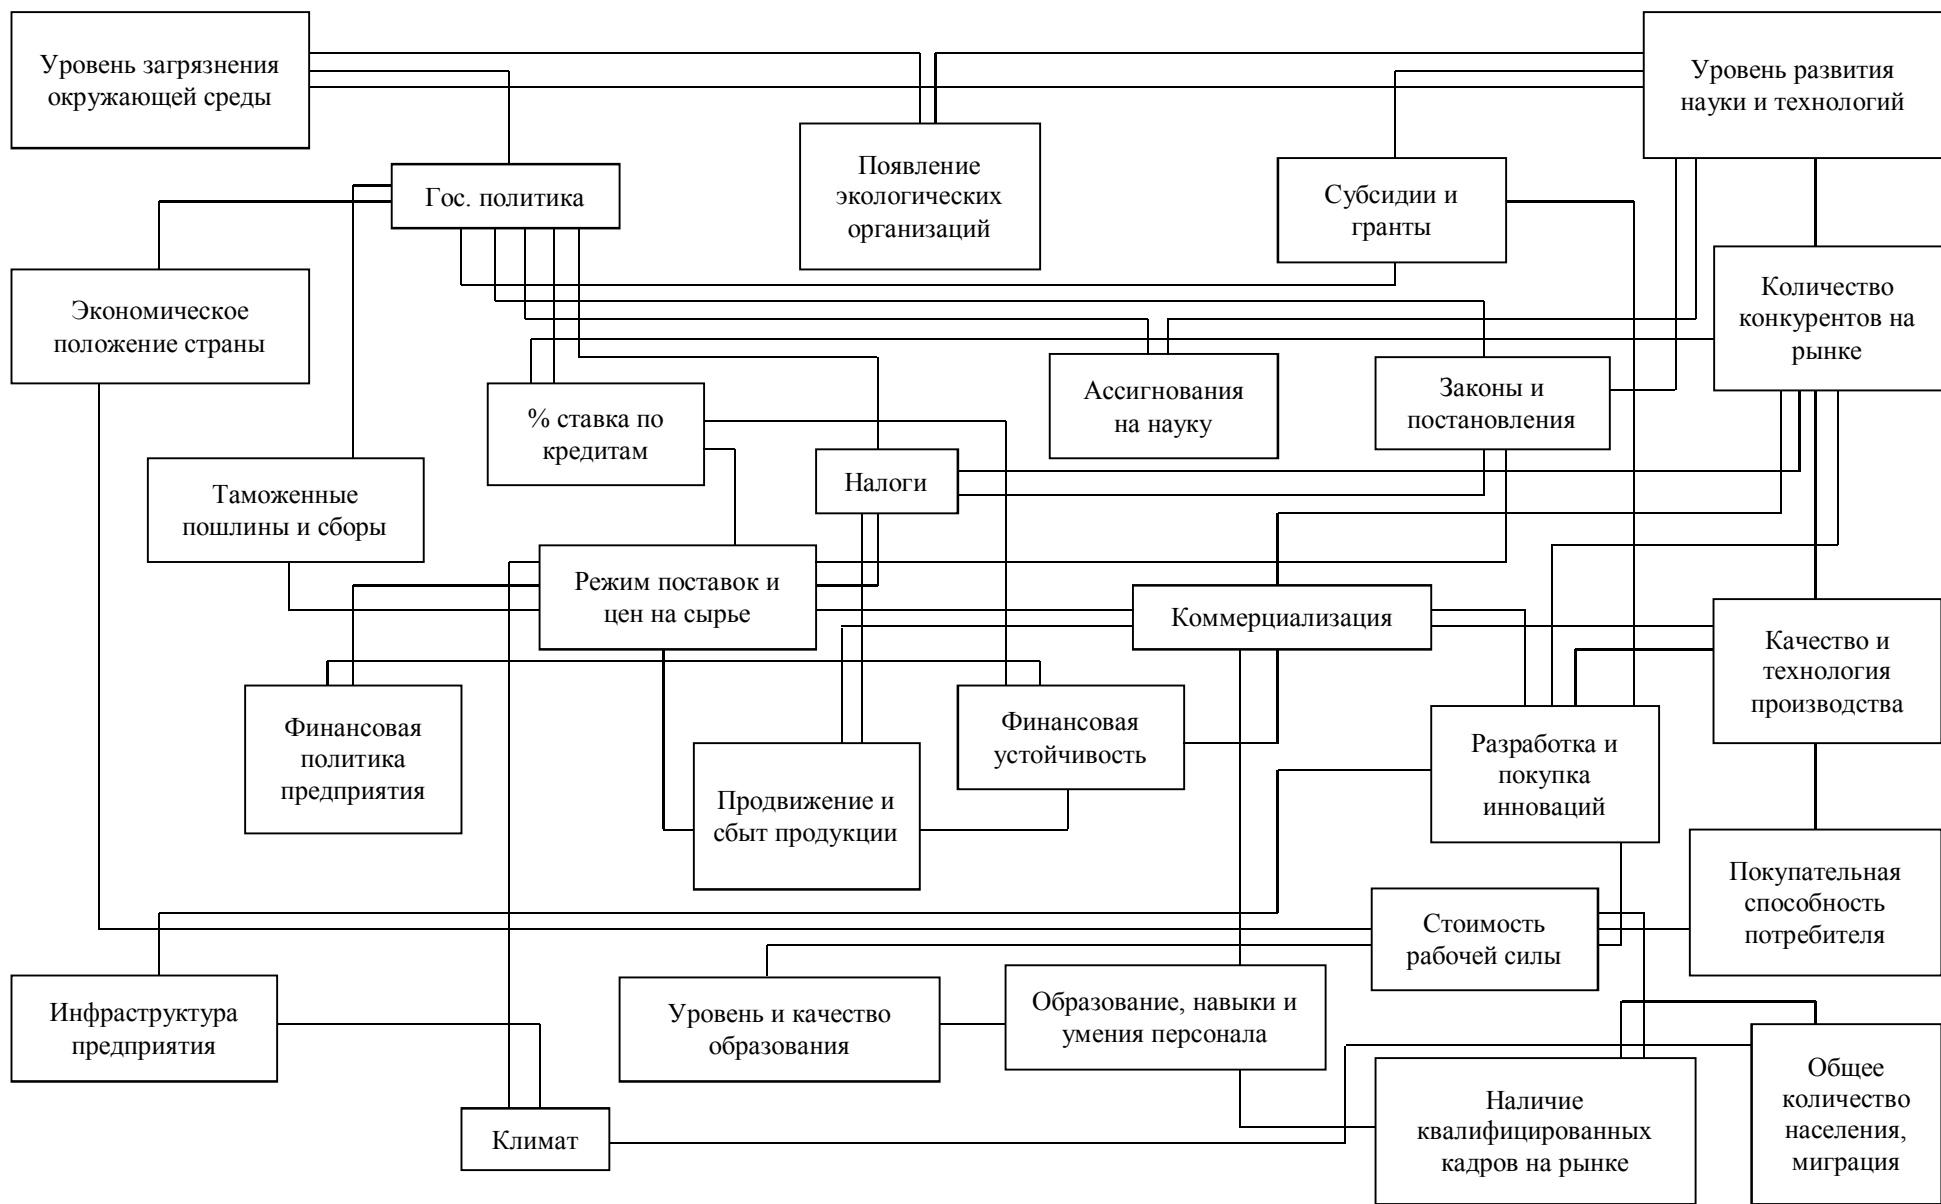 Уровень загрязнения
окружающей среды
Уровень развития
науки и технологий
Появление
экологических
организаций
Гос. политика
Субсидии и
гранты
Экономическое
положение страны
Количество
конкурентов на
рынке
% ставка по
кредитам
Ассигнования
на науку
Законы и
постановления
Налоги
Таможенные
пошлины и сборы
Режим поставок и
цен на сырье
Коммерциализация
Качество и
технология
производства
Финансовая
политика
предприятия
Финансовая
устойчивость
Разработка и
покупка
инноваций
Продвижение и
сбыт продукции
Покупательная
способность
потребителя
Стоимость
рабочей силы
Инфраструктура
предприятия
Уровень и качество
образования
Образование, навыки и
умения персонала
Общее
количество
населения,
миграция
Наличие
квалифицированных
кадров на рынке
Климат